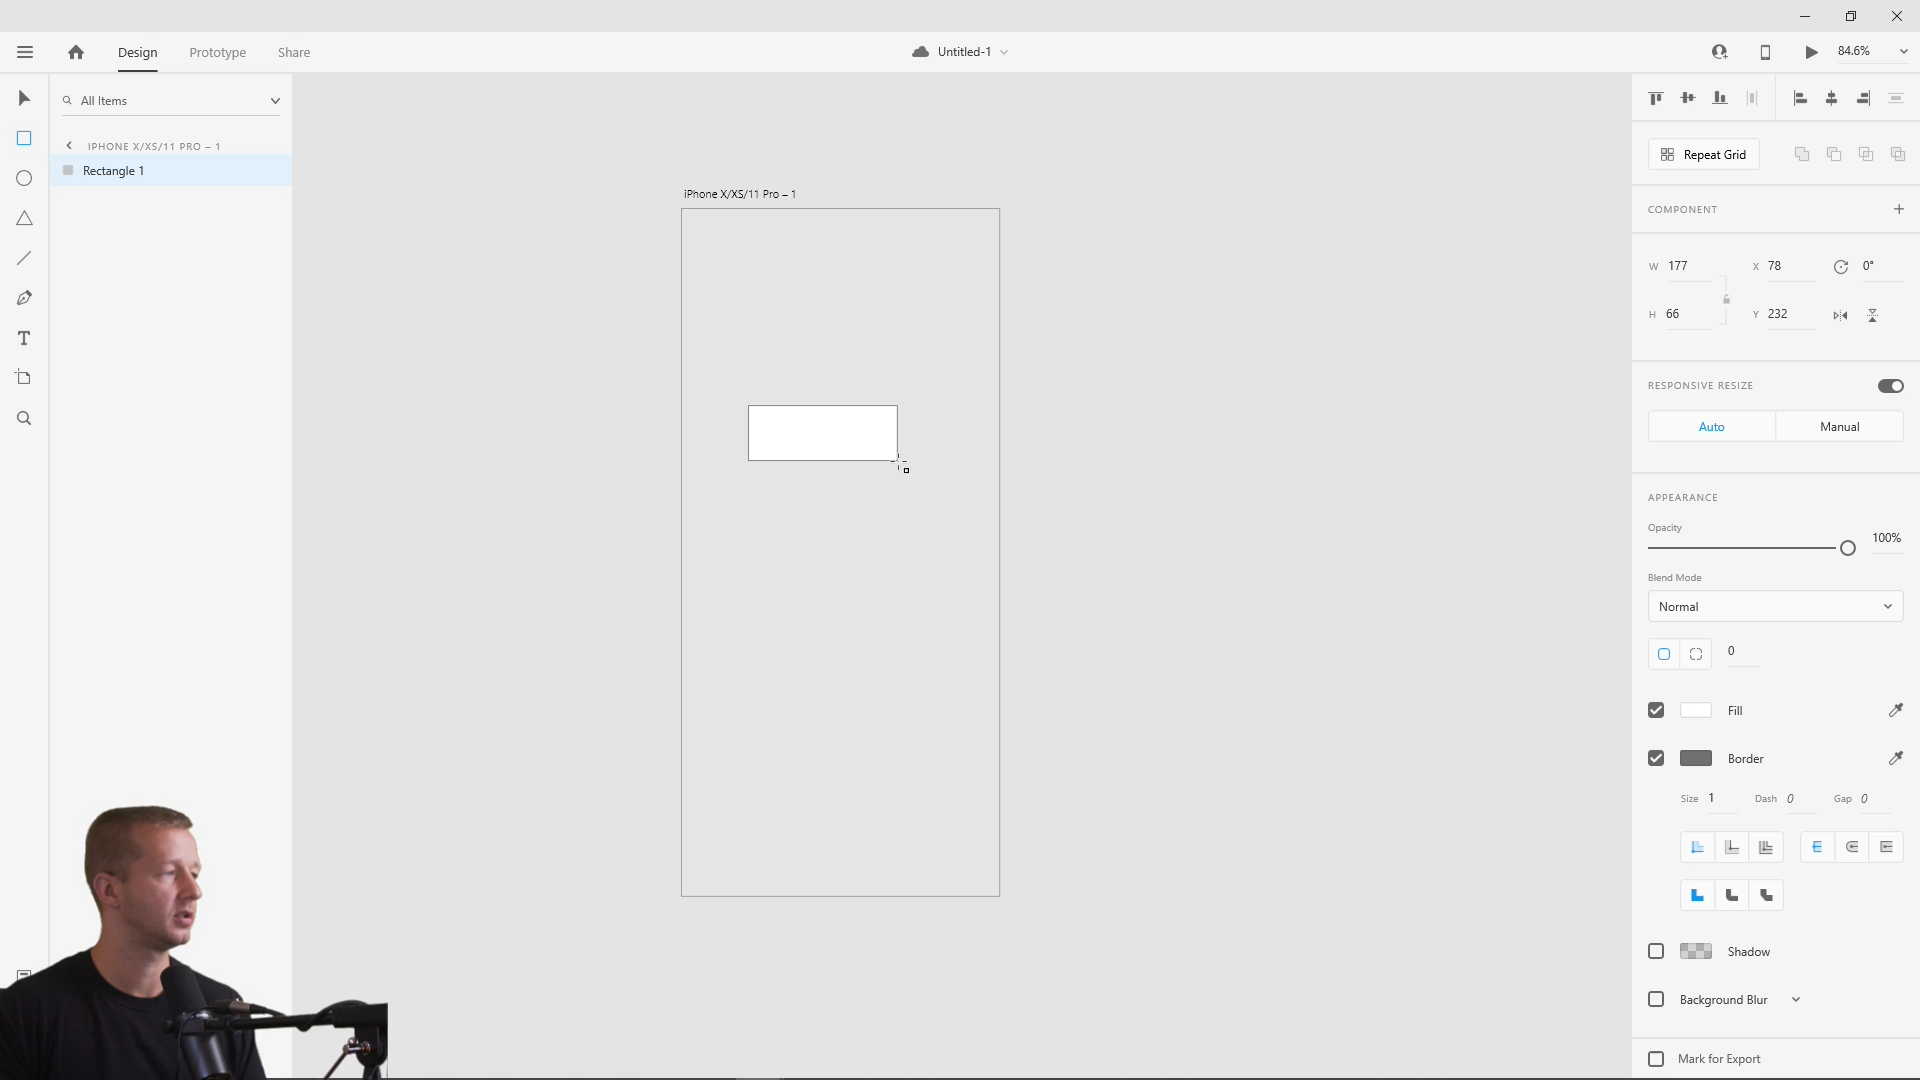 Design
Prototype
Share
Untitled-1
84.6%
All Items
IPHONE X/XS/11 PRO – 1
Rectangle 1
iPhone X/XS/11 Pro – 1
Repeat Grid
COMPONENT
W 177
X 78
0°
H 66
Y 232
RESPONSIVE RESIZE
Auto
Manual
APPEARANCE
Opacity
100%
Blend Mode
Normal
0
Fill
Border
Size 1
Dash 0
Gap 0
Shadow
Background Blur
Mark for Export